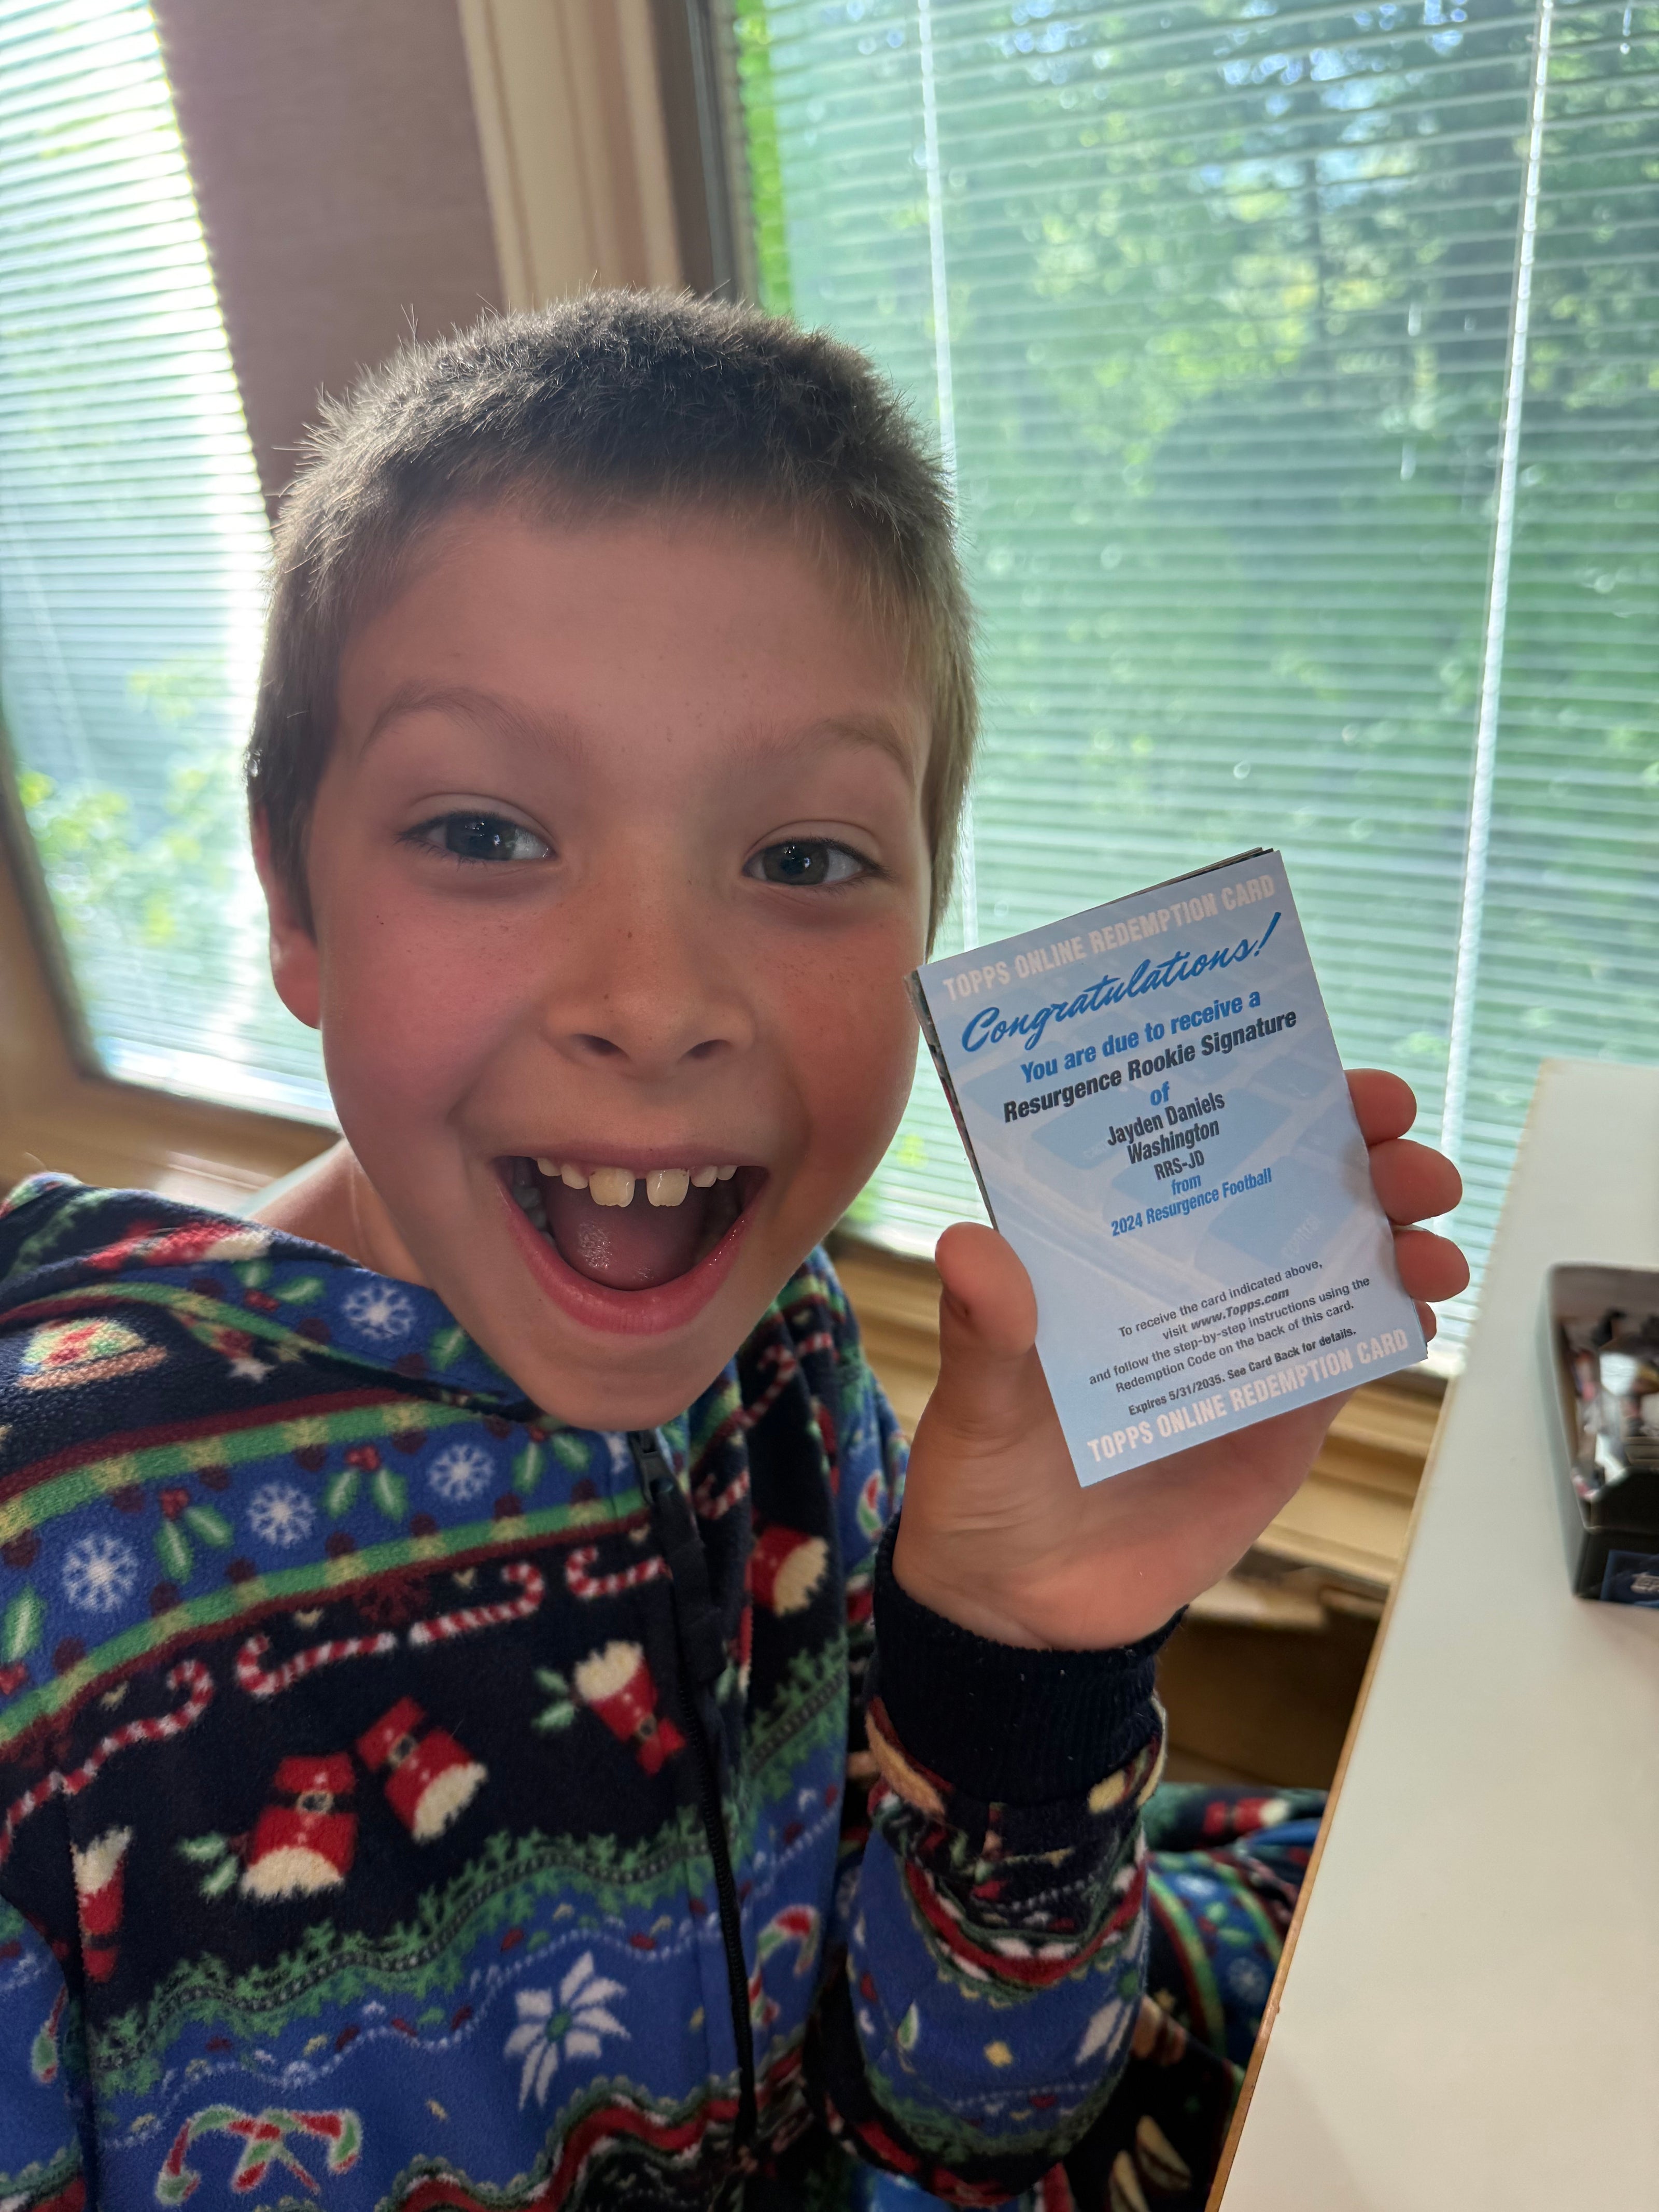 TOPPS ONLINE REDEMPTION CARD
Congratulations!
You are due to receive a
Resurgence Rookie Signature
of
Jayden Daniels
Washington
RRS-JD
from
2024 Resurgence Football
To receive the card indicated above,
visit www.Topps.com
and follow the step-by-step instructions using the
Redemption Code on the back of this card.
Expires 5/31/2035. See Card Back for details.
TOPPS ONLINE REDEMPTION CARD